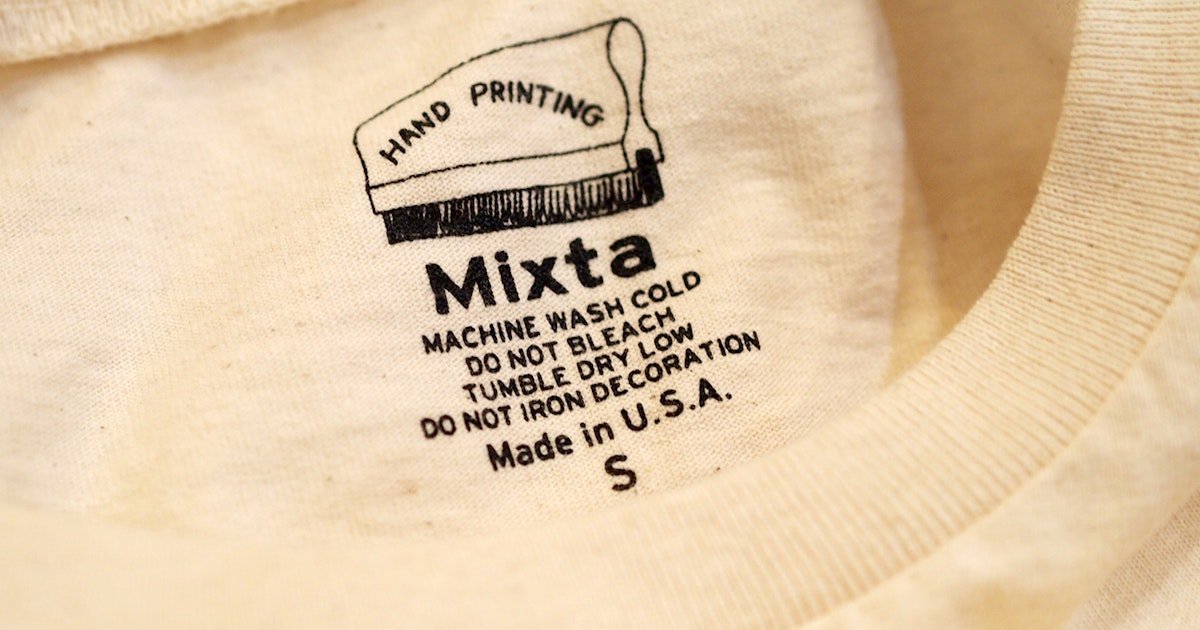 HAND PRINTING
Mixta
MACHINE WASH COLD
DO NOT BLEACH
TUMBLE DRY LOW
DO NOT IRON DECORATION
Made in U.S.A.
S